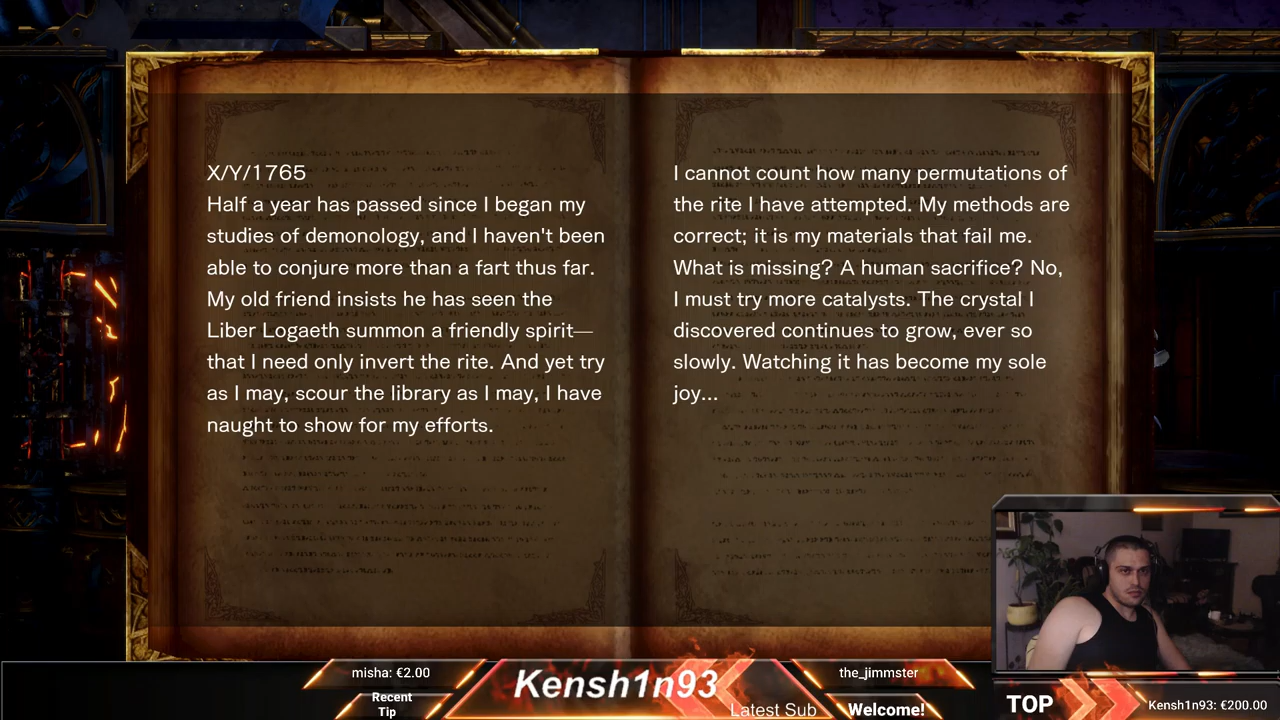 X/Y/1765
Half a year has passed since I began my
studies of demonology, and I haven't been
able to conjure more than a fart thus far.
My old friend insists he has seen the
Liber Logaeth summon a friendly spirit—
that I need only invert the rite. And yet try
as I may, scour the library as I may, I have
naught to show for my efforts.
I cannot count how many permutations of
the rite I have attempted. My methods are
correct; it is my materials that fail me.
What is missing? A human sacrifice? No,
I must try more catalysts. The crystal I
discovered continues to grow, ever so
slowly. Watching it has become my sole
joy...
misha: €2.00
Recent
Tip
Kensh1n93
Latest Sub
the_jimmster
Welcome!
TOP
Kensh1n93: €200.00